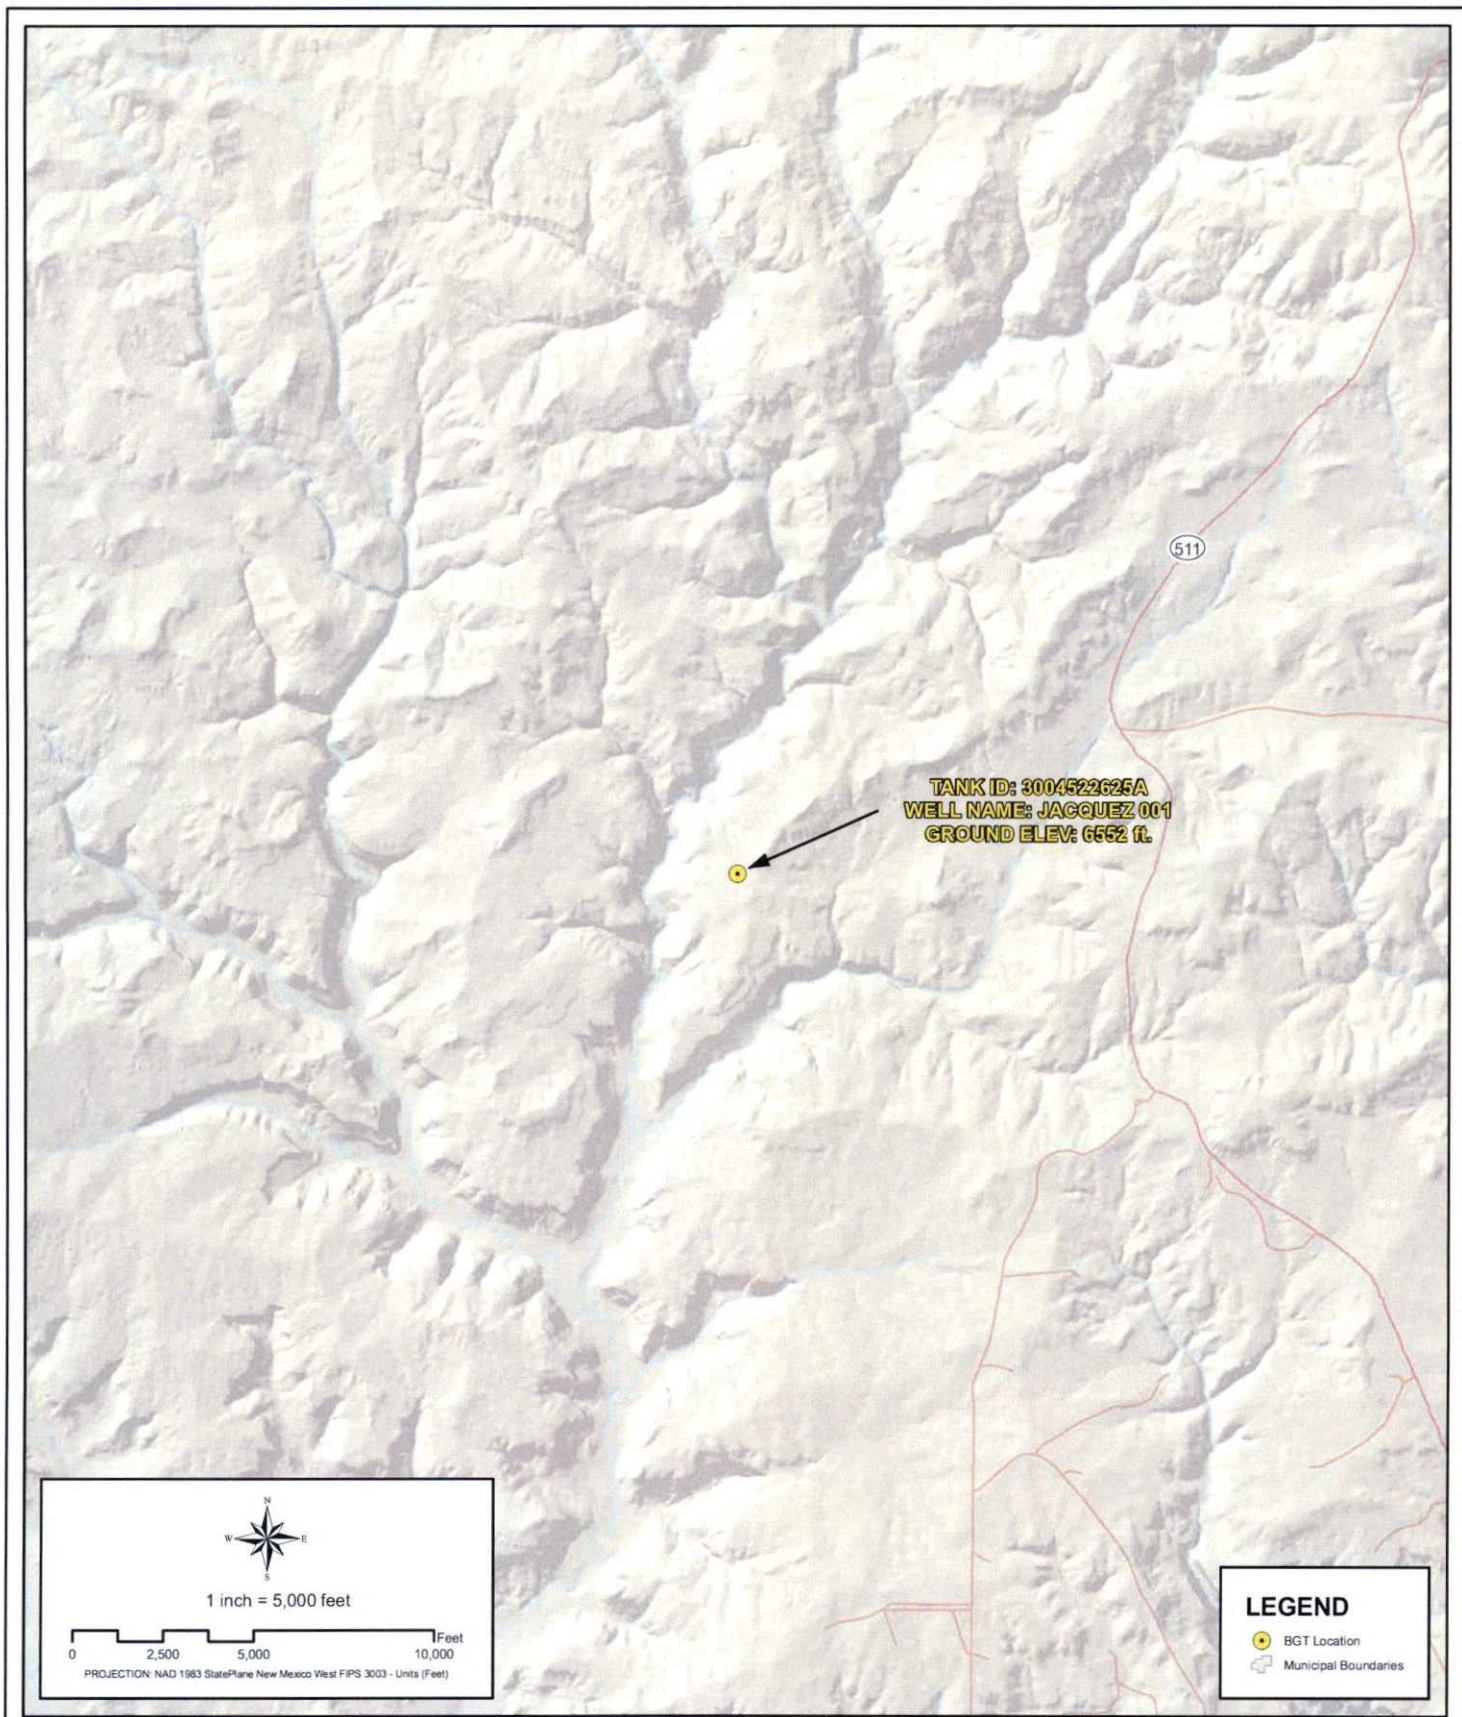 511
TANK ID: 3004522625A
WELL NAME: JACQUEZ 001
GROUND ELEV: 6552 ft.
N
W E
S
1 inch = 5,000 feet
Feet
0 2,500 5,000 10,000
PROJECTION: NAD 1983 StatePlane New Mexico West FIPS 3003 - Units (Feet)
LEGEND
BGT Location
Municipal Boundaries